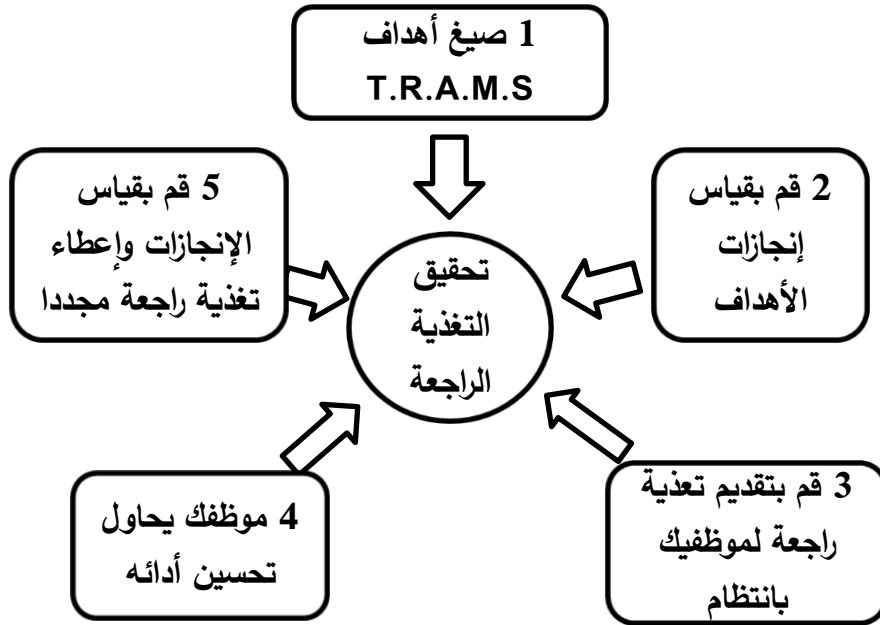 1 صيغ أهداف
T.R.A.M.S
2 قم بقياس
إنجازات
الأهداف
3 قم بتقديم تعذية
راجعة لموظفيك
بانتظام
4 موظفك يحاول
تحسين أدائه
5 قم بقياس
الإنجازات وإعطاء
تغذية راجعة مجددا
تحقيق
التغذية
الراجعة